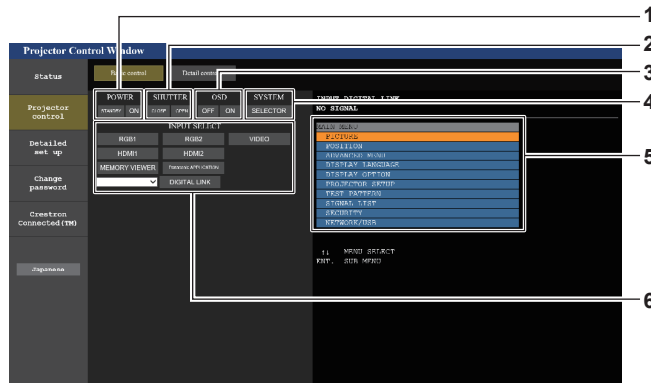 Projector Control Window
Status
Basic control
Detail control
Projector control
Detailed set up
Change password
Crestron Connected(TM)
Japanese
POWER
STANDBY ON
SHUTTER
CLOSE OPEN
OSD
OFF ON
SYSTEM
SELECTOR
INPUT SELECT
RGB1 RGB2 VIDEO
HDMI1 HDMI2
MEMORY VIEWER Panasonic APPLICATION
DIGITAL LINK
INPUT DIGITAL LINK
NO SIGNAL
MAIN MENU
PICTURE
POSITION
ADVANCED MENU
DISPLAY LANGUAGE
DISPLAY OPTION
PROJECTOR SETUP
TEST PATTERN
SIGNAL LIST
SECURITY
NETWORK/USB
↑↓ MENU SELECT
ENT. SUB MENU
1
2
3
4
5
6